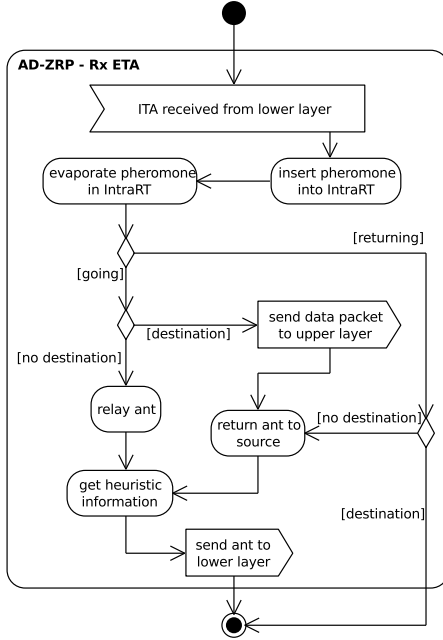 AD-ZRP - Rx ETA
ITA received from lower layer
evaporate pheromone
in IntraRT
insert pheromone
into IntraRT
[returning]
[going]
send data packet
to upper layer
[destination]
[no destination]
relay ant
return ant to
source
[no destination]
get heuristic
information
[destination]
send ant to
lower layer